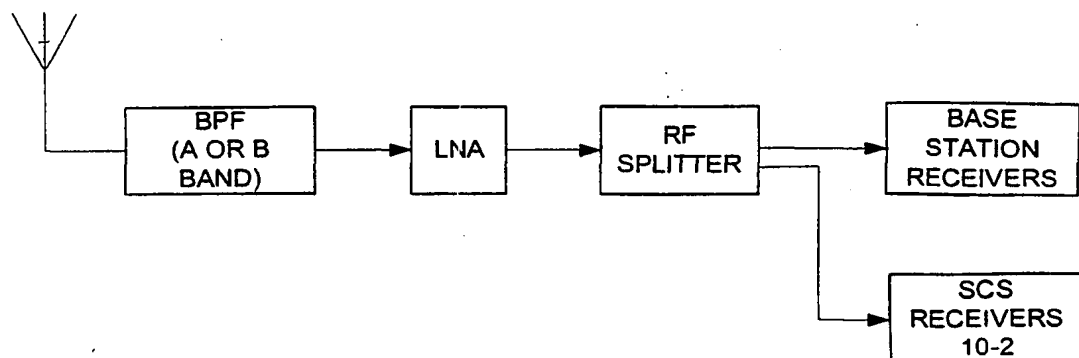 BPF
(A OR B
BAND)
LNA
RF
SPLITTER
BASE
STATION
RECEIVERS
SCS
RECEIVERS
10-2